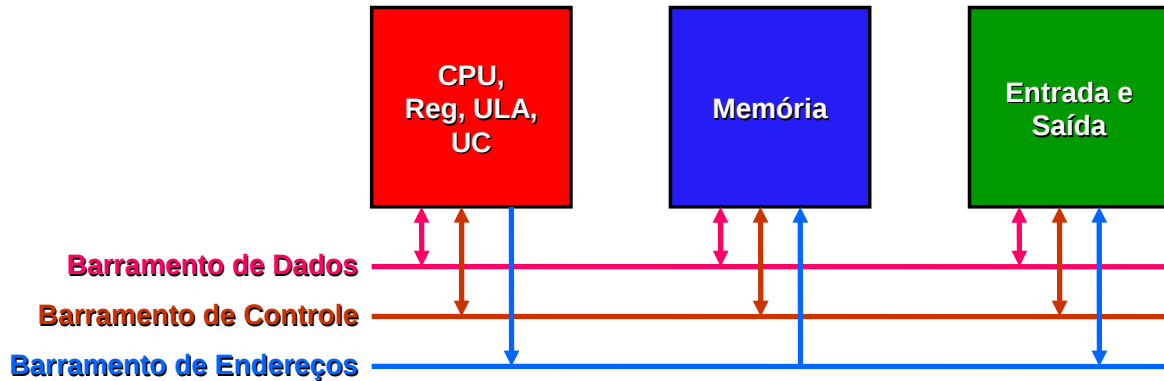 CPU,
Reg, ULA,
UC
Memória
Entrada e
Saída
Barramento de Dados
Barramento de Controle
Barramento de Endereços